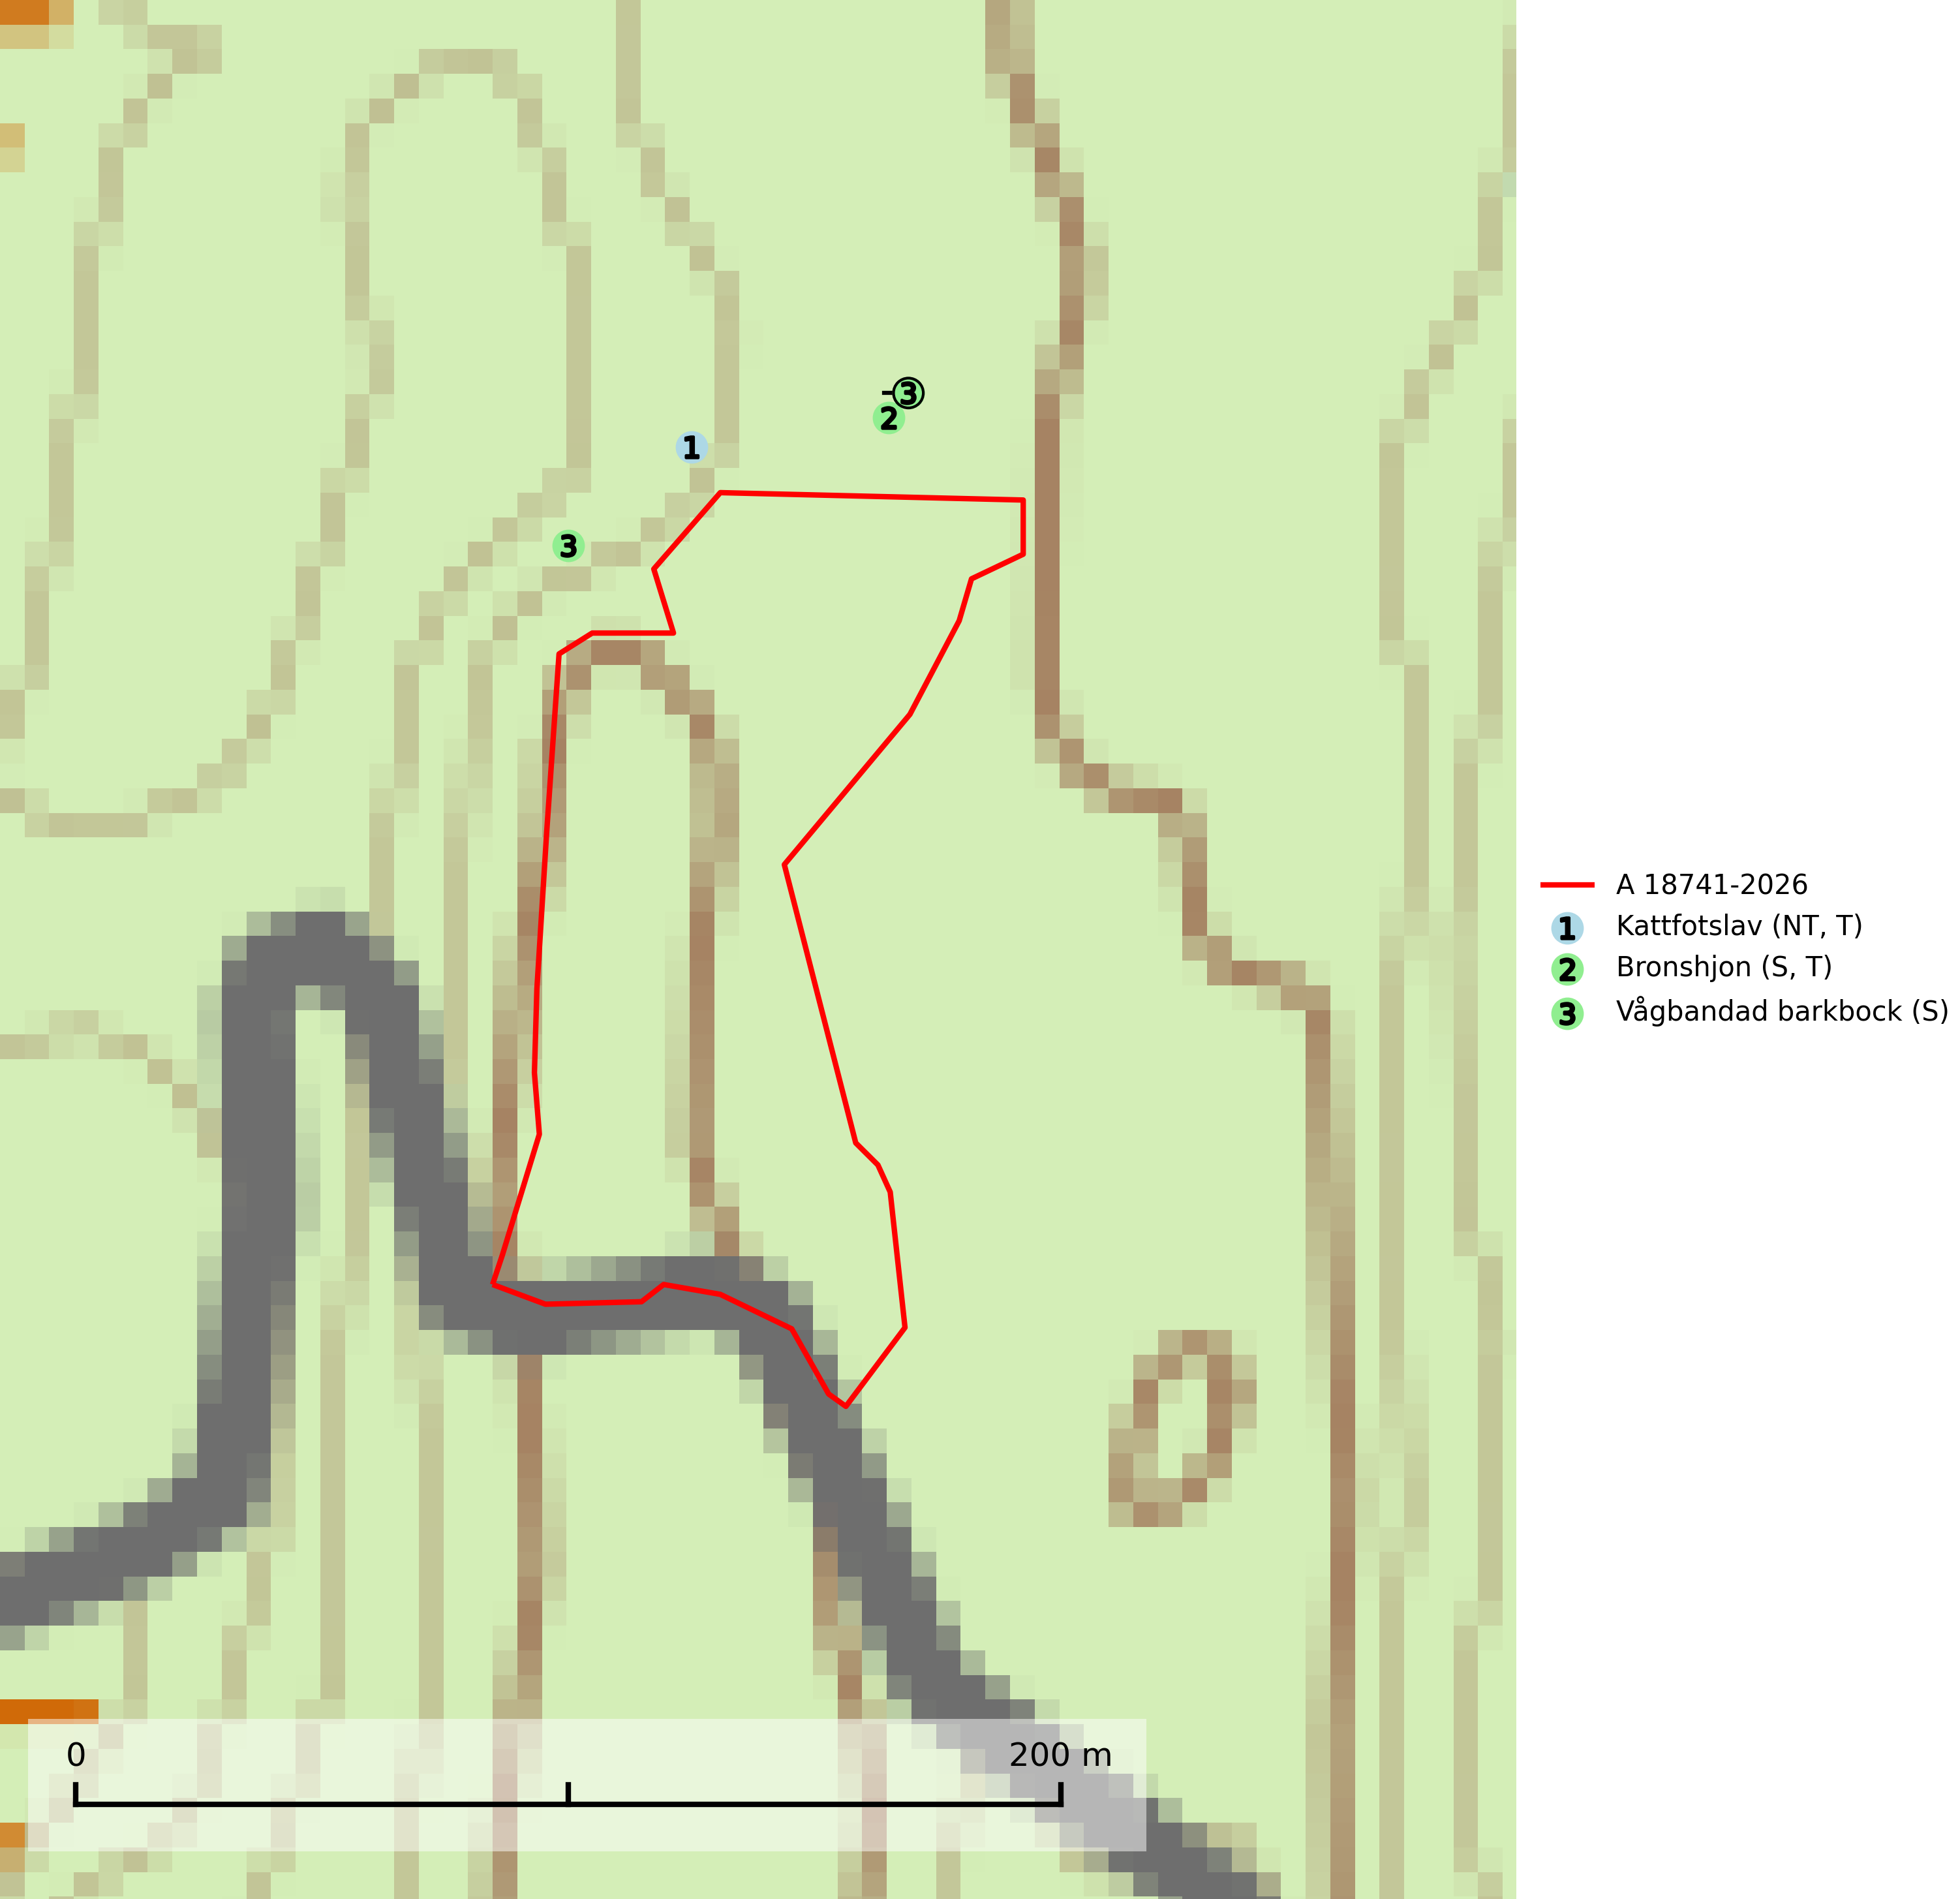 3
2
1
3
A 18741-2026
1 Kattfotslav (NT, T)
2 Bronshjon (S, T)
3 Vågbandad barkbock (S)
0 200 m